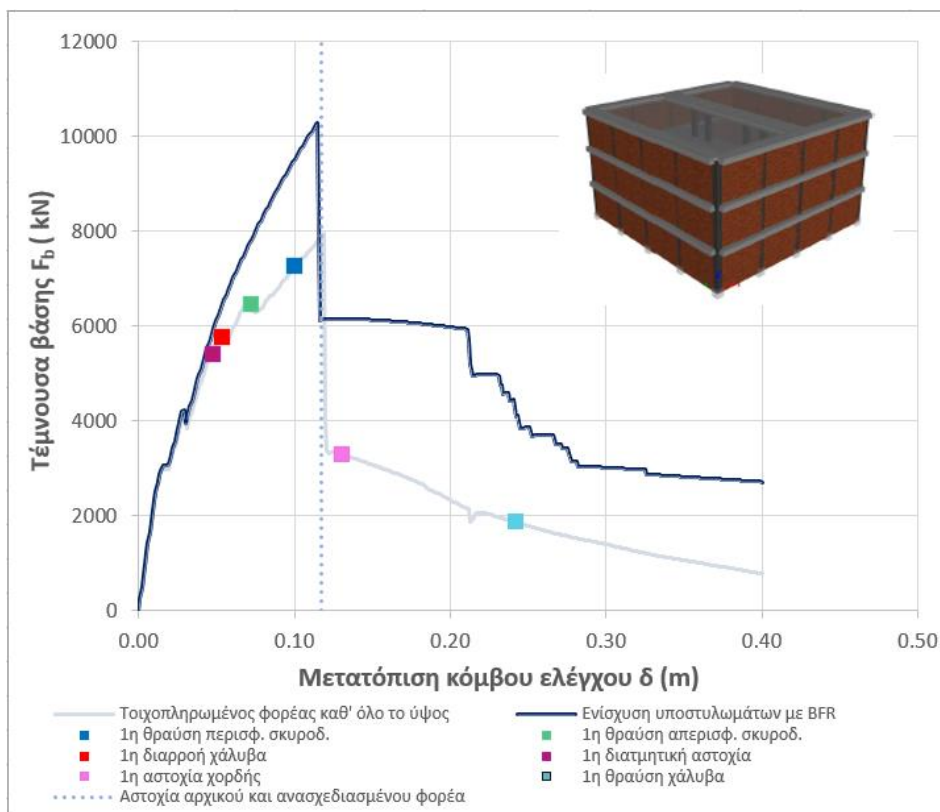 12000
10000
8000
6000
4000
2000
0
Τέμνουσα βάσης F_b ( kN)
0.00 0.10 0.20 0.30 0.40 0.50
Μετατόπιση κόμβου ελέγχου δ (m)
Τοιχοπληρωμένος φορέας καθ' όλο το ύψος Ενίσχυση υποστυλωμάτων με BFR
1η θραύση περισφ. σκυροδ. 1η θραύση απερισφ. σκυροδ.
1η διαρροή χάλυβα 1η διατμητική αστοχία
1η αστοχία χορδής 1η θραύση χάλυβα
Αστοχία αρχικού και ανασχεδιασμένου φορέα